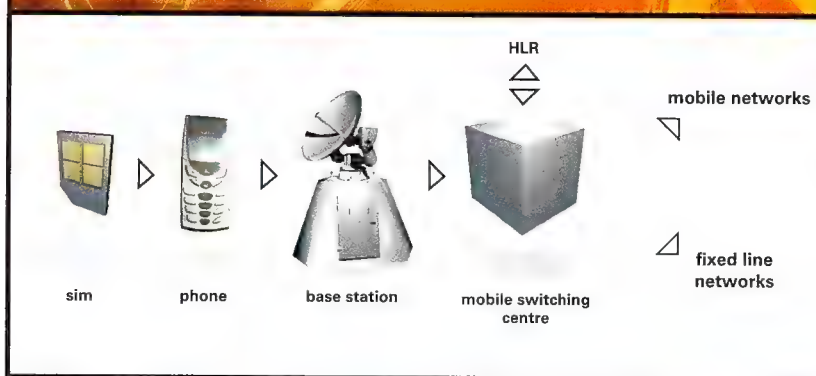 HLR
mobile networks
sim
phone
base station
mobile switching
centre
fixed line
networks